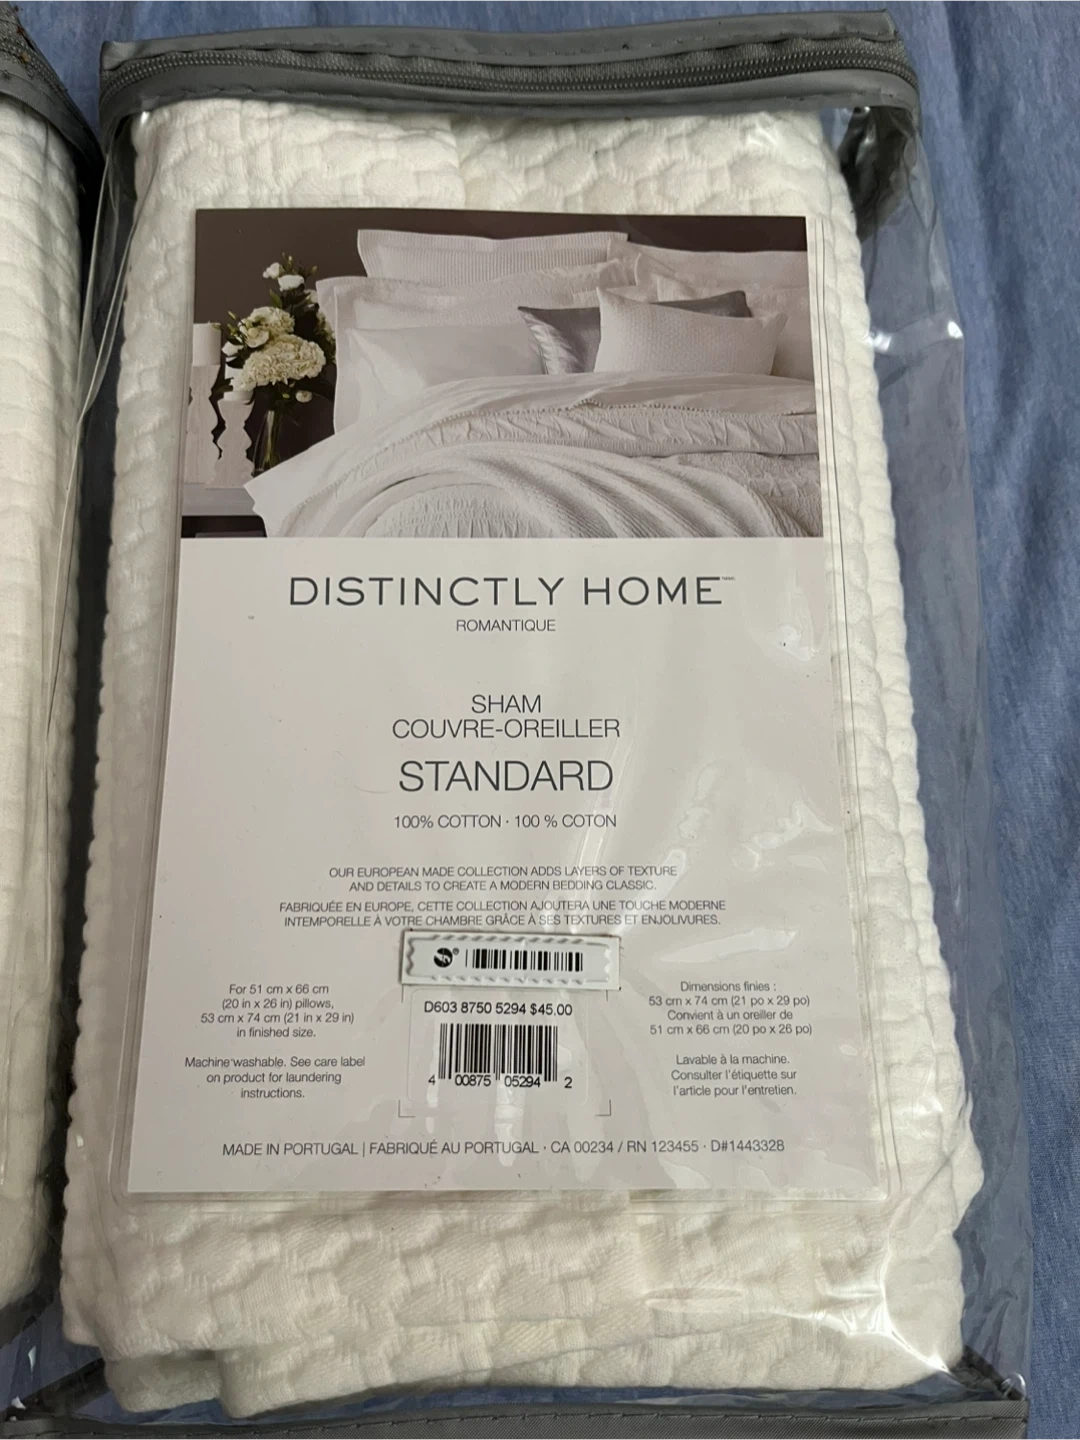 DISTINCTLY HOME
ROMANTIQUE
SHAM
COUVRE-OREILLER
STANDARD
100% COTTON · 100 % COTON
OUR EUROPEAN MADE COLLECTION ADDS LAYERS OF TEXTURE
AND DETAILS TO CREATE A MODERN BEDDING CLASSIC.
FABRIQUÉE EN EUROPE, CETTE COLLECTION AJOUTERA UNE TOUCHE MODERNE
INTEMPORELLE À VOTRE CHAMBRE GRÂCE À SES TEXTURES ET ENJOLIVURES.
For 51 cm x 66 cm
(20 in x 26 in) pillows,
53 cm x 74 cm (21 in x 29 in)
in finished size.
Machine washable. See care label
on product for laundering
instructions.
D603 8750 5294 $45.00
4 00875 05294 2
Dimensions finies :
53 cm x 74 cm (21 po x 29 po)
Convient à un oreiller de
51 cm x 66 cm (20 po x 26 po)
Lavable à la machine.
Consulter l'étiquette sur
l'article pour l'entretien.
MADE IN PORTUGAL | FABRIQUÉ AU PORTUGAL · CA 00234 / RN 123455 · D#1443328